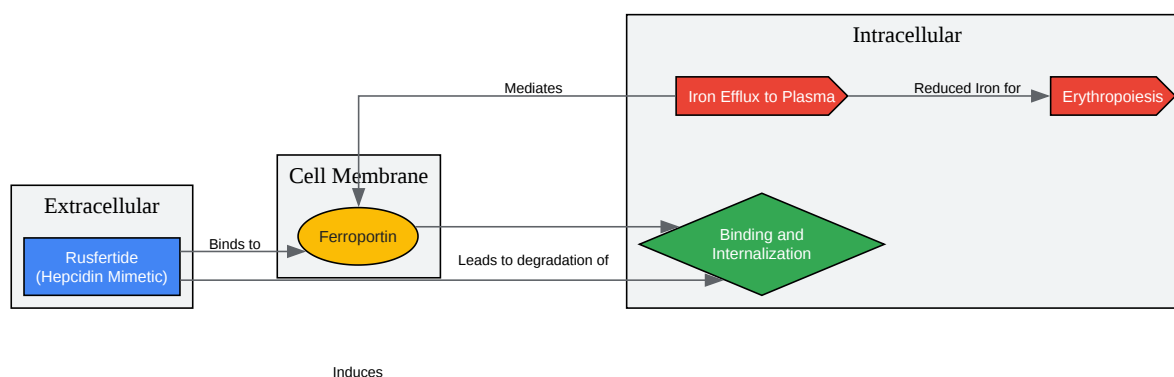 Intracellular
Mediates
Iron Efflux to Plasma
Reduced Iron for
Erythropoiesis
Cell Membrane
Extracellular
Rusfertide
(Hepcidin Mimetic)
Binds to
Ferroportin
Leads to degradation of
Binding and
Internalization
Induces